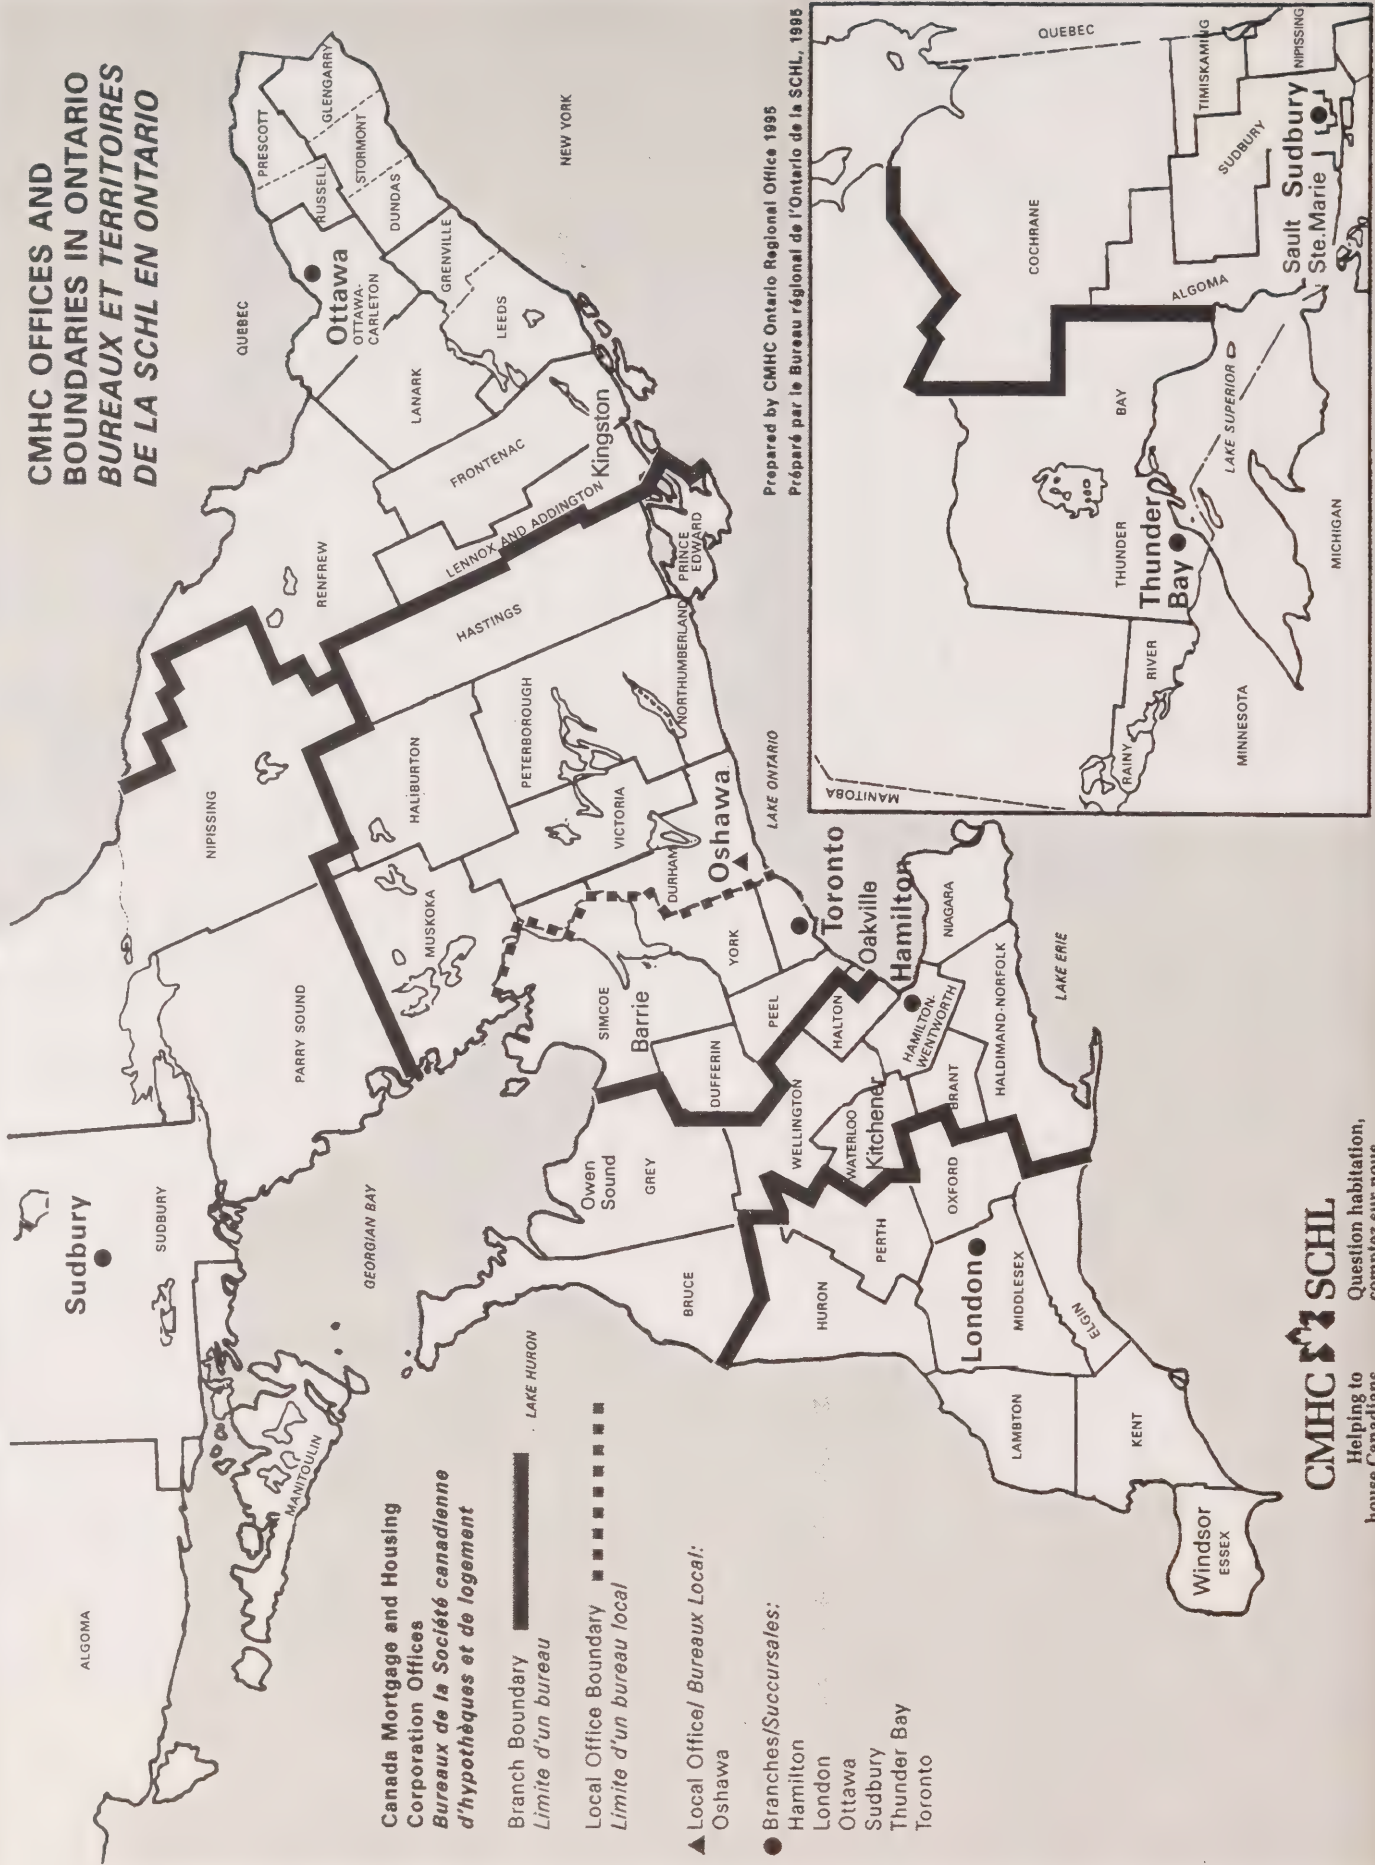 CMHC OFFICES AND
BOUNDARIES IN ONTARIO
BUREAUX ET TERRITOIRES
DE LA SCHL EN ONTARIO
ALGOMA
Sudbury
SUDBURY
MANITOULIN
NIPISSING
PARRY SOUND
GEORGIAN BAY
LAKE HURON
QUEBEC
PRESCOTT
GLENGARRY
RUSSELL
STORMONT
DUNDAS
Ottawa
OTTAWA-
CARLETON
GRENVILLE
LEEDS
NEW YORK
LANARK
FRONTENAC
Kingston
RENFREW
LENNOX AND ADDINGTON
HASTINGS
PRINCE
EDWARD
NORTHUMBERLAND
PETERBOROUGH
HALIBURTON
VICTORIA
MUSKOKA
DURHAM
Oshawa
LAKE ONTARIO
YORK
Toronto
SIMCOE
Barrie
DUFFERIN
PEEL
HALTON
Oakville
Hamilton
HAMILTON-
WENTWORTH
NIAGARA
HALDIMAND-NORFOLK
LAKE ERIE
BRANT
WELLINGTON
WATERLOO
Kitchener
Owen
Sound
GREY
BRUCE
HURON
PERTH
OXFORD
London
MIDDLESEX
ELGIN
LAMBTON
KENT
Windsor
ESSEX
Canada Mortgage and Housing
Corporation Offices
Bureaux de la Société canadienne
d'hypothèques et de logement
Branch Boundary
Limite d'un bureau
Local Office Boundary
Limite d'un bureau local
Local Office/ Bureaux Local:
Oshawa
Branches/Succursales:
Hamilton
London
Ottawa
Sudbury
Thunder Bay
Toronto
Prepared by CMHC Ontario Regional Office 1995
Préparé par le Bureau régional de l'Ontario de la SCHL, 1995
MANITOBA
QUEBEC
COCHRANE
TIMISKAMING
NIPISSING
SUDBURY
Sudbury
Sault
Ste.Marie
ALGOMA
THUNDER
BAY
Thunder
Bay
LAKE SUPERIOR
RAINY
RIVER
MINNESOTA
MICHIGAN
CMHC SCHL
Helping to
house Canadians
Question habitation,
comptez sur nous